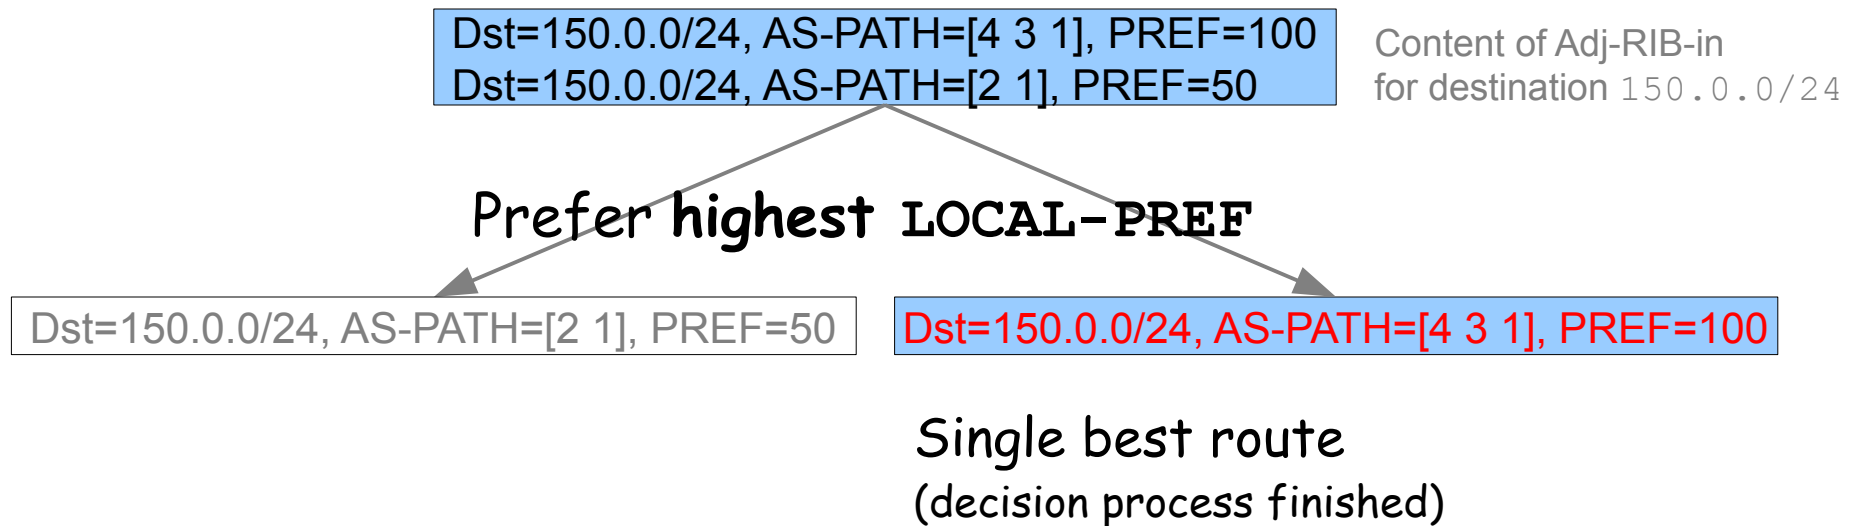 Dst=150.0.0/24, AS-PATH=[4 3 1], PREF=100
Dst=150.0.0/24, AS-PATH=[2 1], PREF=50
Content of Adj-RIB-in
for destination 150.0.0/24
Prefer highest LOCAL-PREF
Dst=150.0.0/24, AS-PATH=[2 1], PREF=50
Dst=150.0.0/24, AS-PATH=[4 3 1], PREF=100
Single best route
(decision process finished)